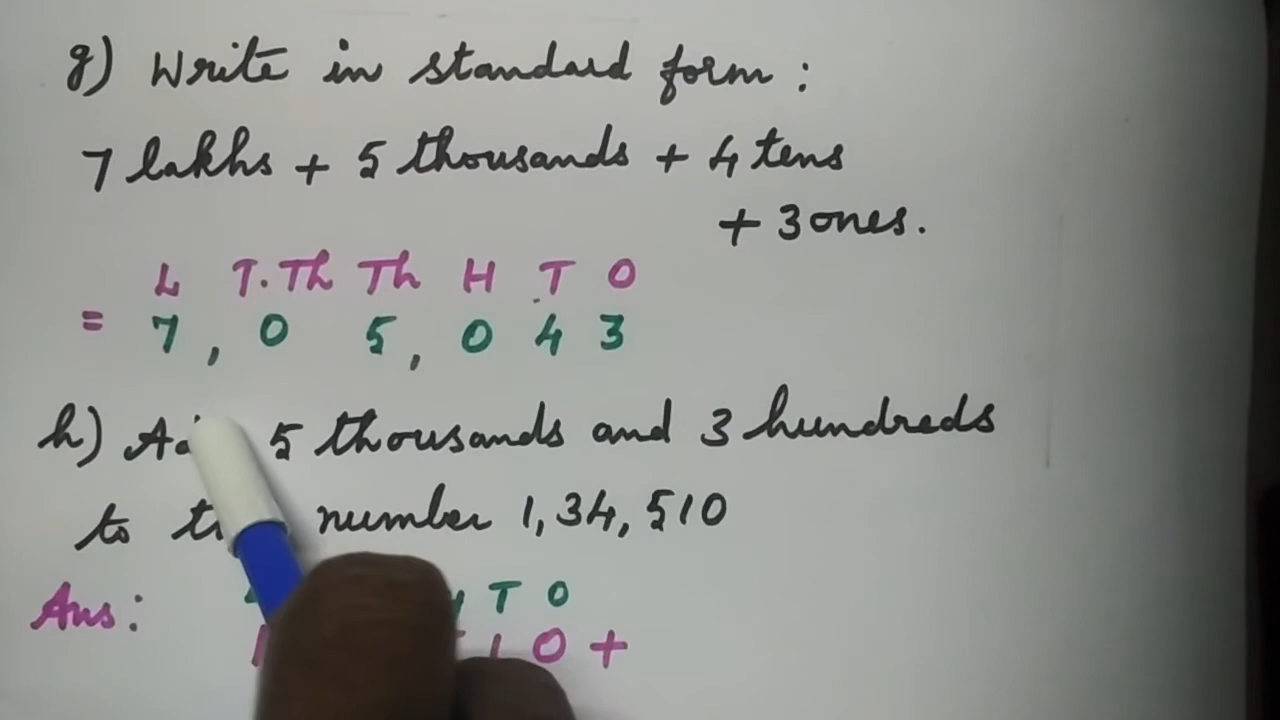 g) Write in standard form :
7 lakhs + 5 thousands + 4 tens
+ 3 ones.
L T.Th Th H T O
= 7, 0 5, 0 4 3
h) 5 thousands and 3 hundreds
to number 1,34,510
Ans: T O
1 0 +